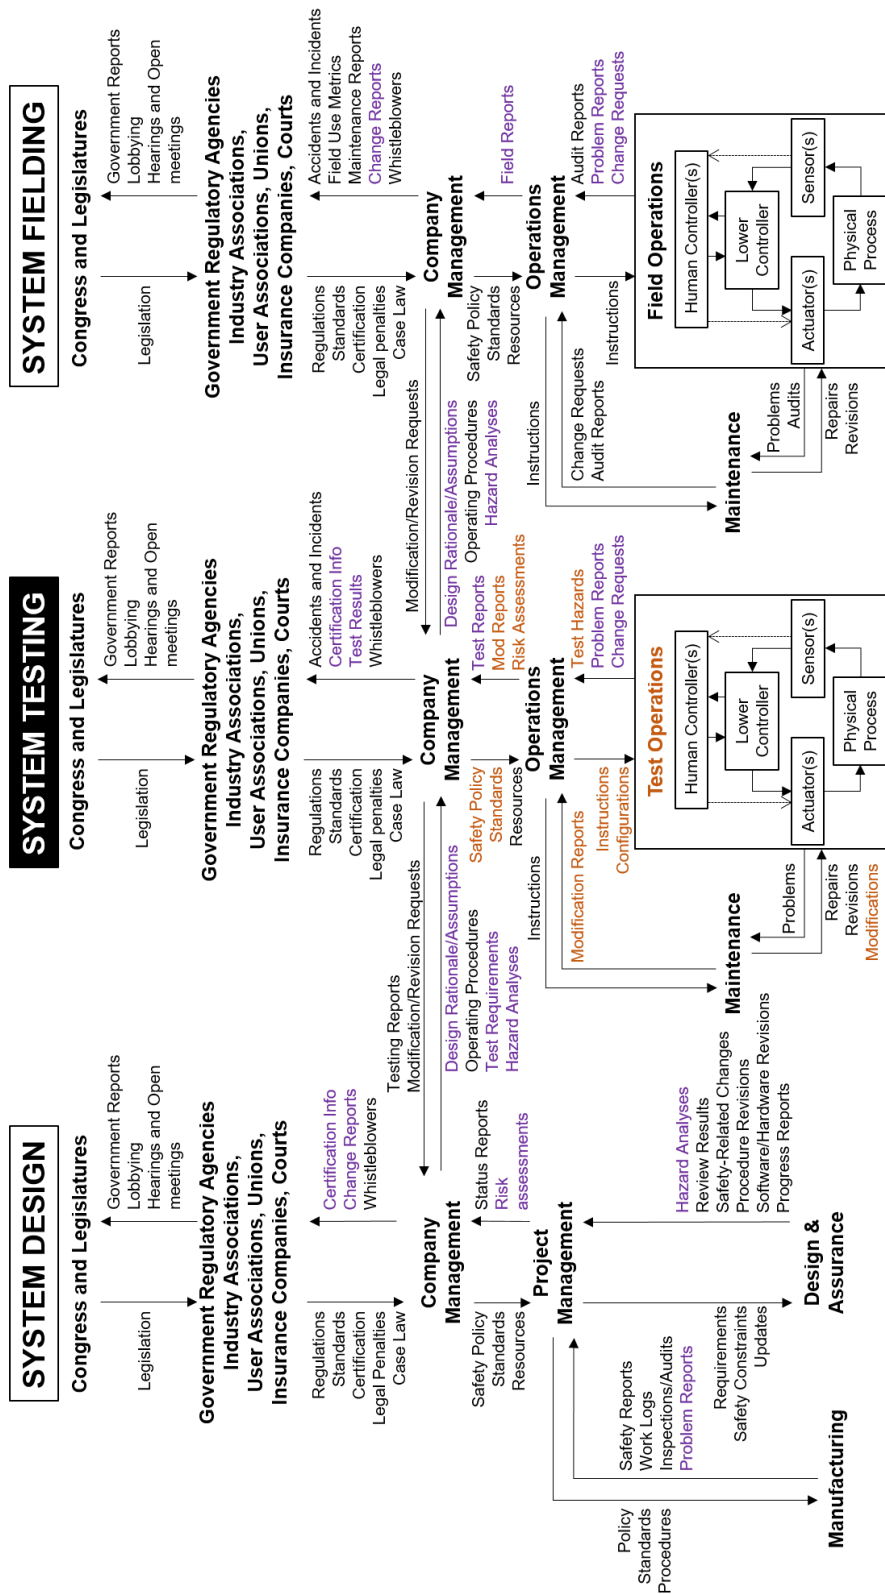 SYSTEM DESIGN
Congress and Legislatures
Legislation
Government Reports
Lobbying
Hearings and Open
meetings
Government Regulatory Agencies
Industry Associations,
User Associations, Unions,
Insurance Companies, Courts
Regulations
Standards
Certification
Legal Penalties
Case Law
Certification Info
Change Reports
Whistleblowers
Company
Management
Safety Policy
Standards
Resources
Status Reports
Risk
assessments
Project
Management
Policy
Standards
Procedures
Safety Reports
Work Logs
Inspections/Audits
Problem Reports
Requirements
Safety Constraints
Updates
Hazard Analyses
Review Results
Safety-Related Changes
Procedure Revisions
Software/Hardware Revisions
Progress Reports
Manufacturing
Design &
Assurance
Testing Reports
Modification/Revision Requests
Design Rationale/Assumptions
Operating Procedures
Test Requirements
Hazard Analyses
SYSTEM TESTING
Congress and Legislatures
Legislation
Government Reports
Lobbying
Hearings and Open
meetings
Government Regulatory Agencies
Industry Associations,
User Associations, Unions,
Insurance Companies, Courts
Regulations
Standards
Certification
Legal penalties
Case Law
Accidents and Incidents
Certification Info
Test Results
Whistleblowers
Company
Management
Safety Policy
Standards
Resources
Test Reports
Mod Reports
Risk Assessments
Operations
Management
Instructions
Modification Reports
Instructions
Configurations
Test Hazards
Problem Reports
Change Requests
Maintenance
Problems
Repairs
Revisions
Modifications
Test Operations
Human Controller(s)
Lower
Controller
Actuator(s)
Sensor(s)
Physical
Process
Modification/Revision Requests
Design Rationale/Assumptions
Operating Procedures
Hazard Analyses
SYSTEM FIELDING
Congress and Legislatures
Legislation
Government Reports
Lobbying
Hearings and Open
meetings
Government Regulatory Agencies
Industry Associations,
User Associations, Unions,
Insurance Companies, Courts
Regulations
Standards
Certification
Legal penalties
Case Law
Accidents and Incidents
Field Use Metrics
Maintenance Reports
Change Reports
Whistleblowers
Company
Management
Safety Policy
Standards
Resources
Field Reports
Operations
Management
Instructions
Change Requests
Audit Reports
Instructions
Audit Reports
Problem Reports
Change Requests
Maintenance
Problems
Audits
Repairs
Revisions
Field Operations
Human Controller(s)
Lower
Controller
Actuator(s)
Sensor(s)
Physical
Process